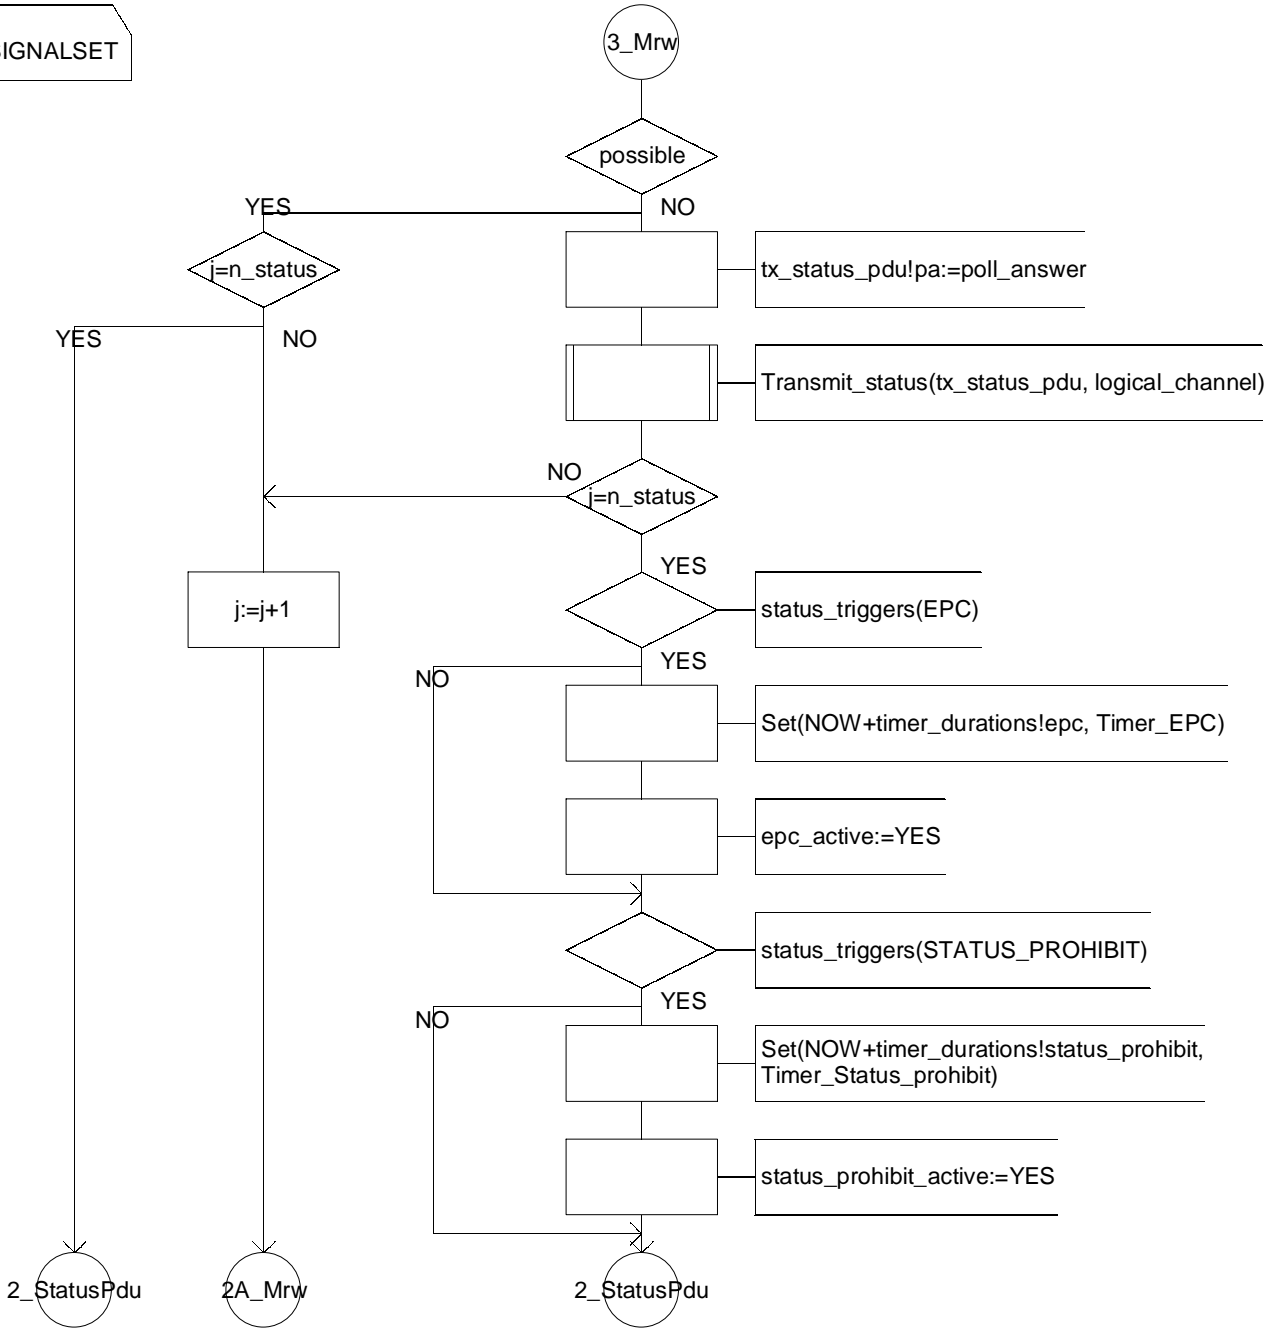 IGNALSET
3_Mrw
possible
YES
NO
j=n_status
tx_status_pdu!pa:=poll_answer
YES
NO
Transmit_status(tx_status_pdu, logical_channel)
NO
j=n_status
YES
status_triggers(EPC)
j:=j+1
YES
NO
Set(NOW+timer_durations!epc, Timer_EPC)
epc_active:=YES
status_triggers(STATUS_PROHIBIT)
YES
NO
Set(NOW+timer_durations!status_prohibit,
Timer_Status_prohibit)
status_prohibit_active:=YES
2_StatusPdu
2A_Mrw
2_StatusPdu